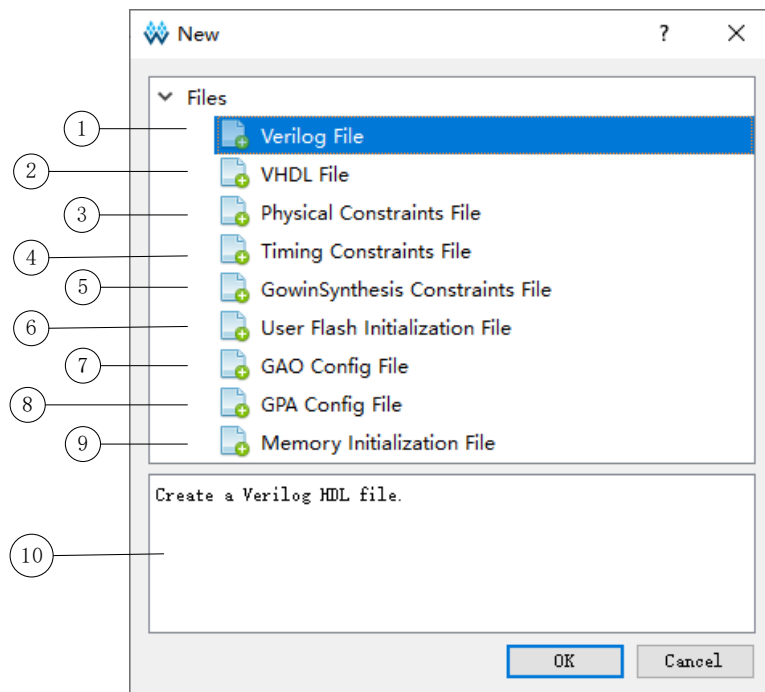 New
Files
1 Verilog File
2 VHDL File
3 Physical Constraints File
4 Timing Constraints File
5 GowinSynthesis Constraints File
6 User Flash Initialization File
7 GAO Config File
8 GPA Config File
9 Memory Initialization File
Create a Verilog HDL file.
10
OK Cancel